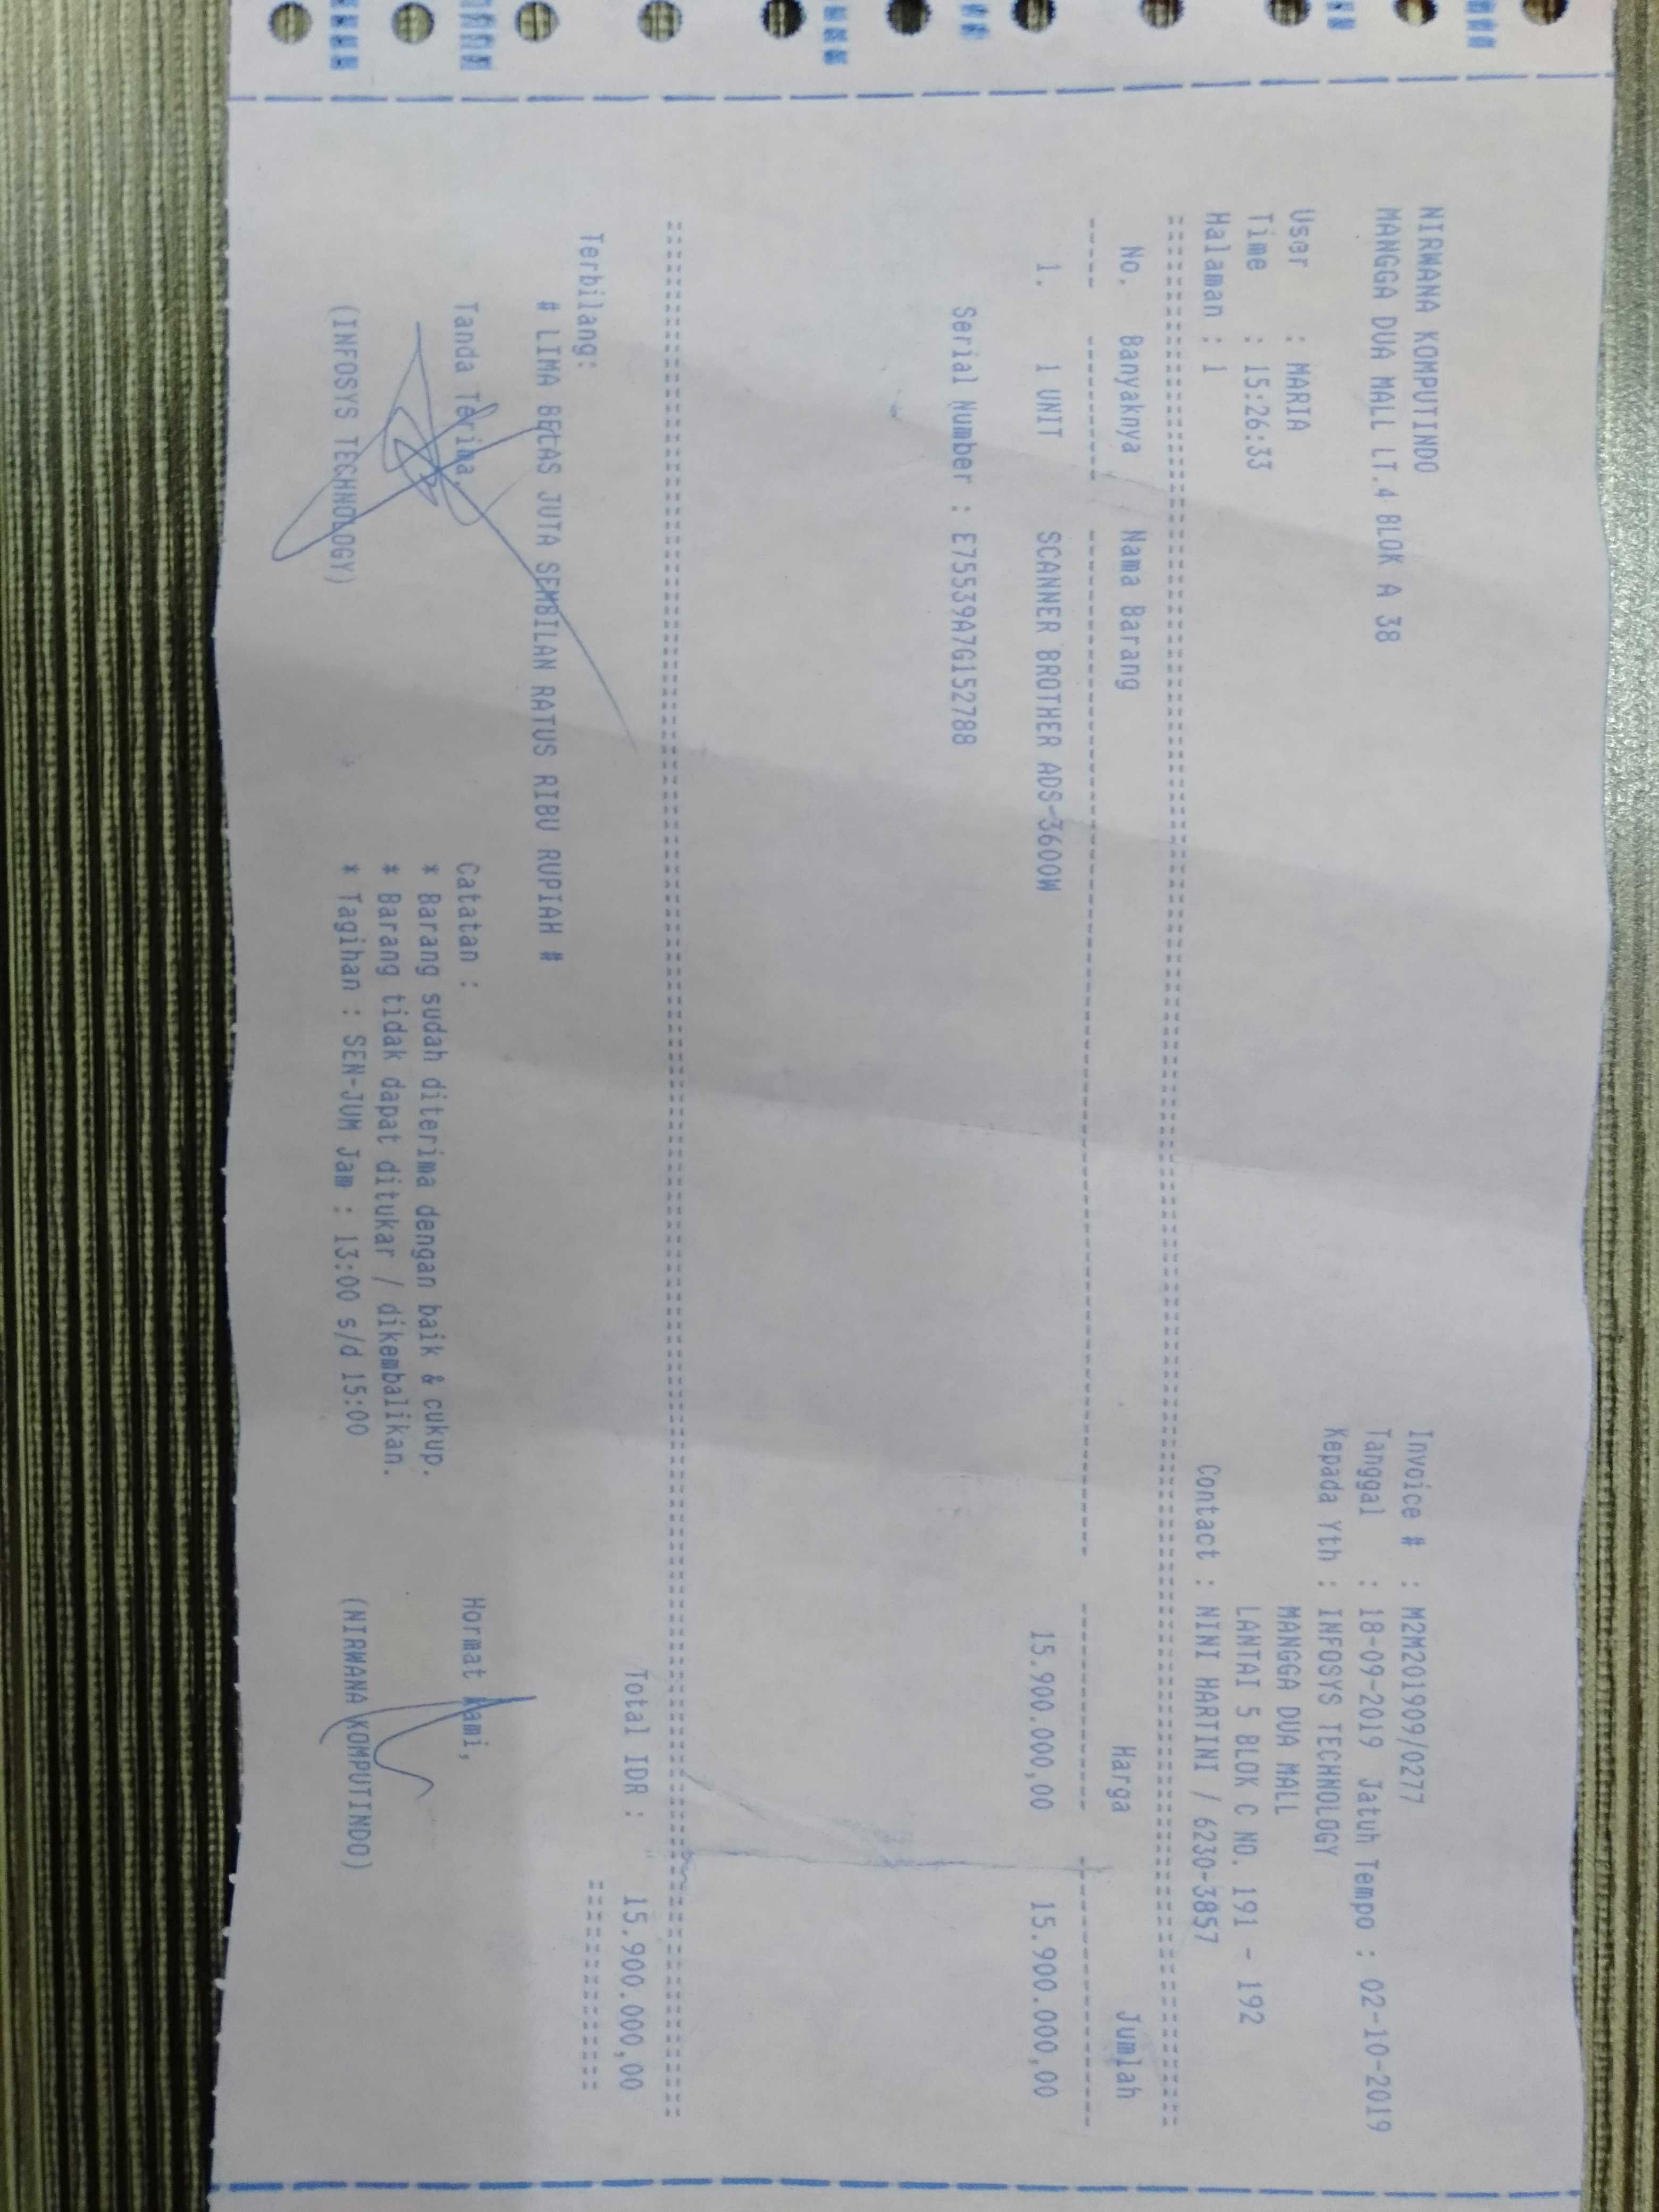 NIRWANA KOMPUTINDO
MANGGA DUA MALL LT.4 BLOK A 38
Invoice # : M2M201909/0277
Tanggal : 18-09-2019 Jatuh Tempo : 02-10-2019
Kepada Yth : INFOSYS TECHNOLOGY
MANGGA DUA MALL
LANTAI 5 BLOK C NO. 191 - 192
Contact : NINI HARTINI / 6230-3857
User : MARIA
Time : 15:26:33
Halaman : 1
No. Banyaknya Nama Barang Harga Jumlah
1. 1 UNIT SCANNER BROTHER ADS-3600W 15.900.000,00 15.900.000,00
Serial Number : E75539A7G152788
Total IDR : 15.900.000,00
Terbilang:
# LIMA BELAS JUTA SEMBILAN RATUS RIBU RUPIAH #
Tanda Terima,
(INFOSYS TECHNOLOGY)
Catatan :
* Barang sudah diterima dengan baik & cukup.
* Barang tidak dapat ditukar / dikembalikan.
* Tagihan : SEN-JUM Jam : 13:00 s/d 15:00
Hormat Kami,
(NIRWANA KOMPUTINDO)